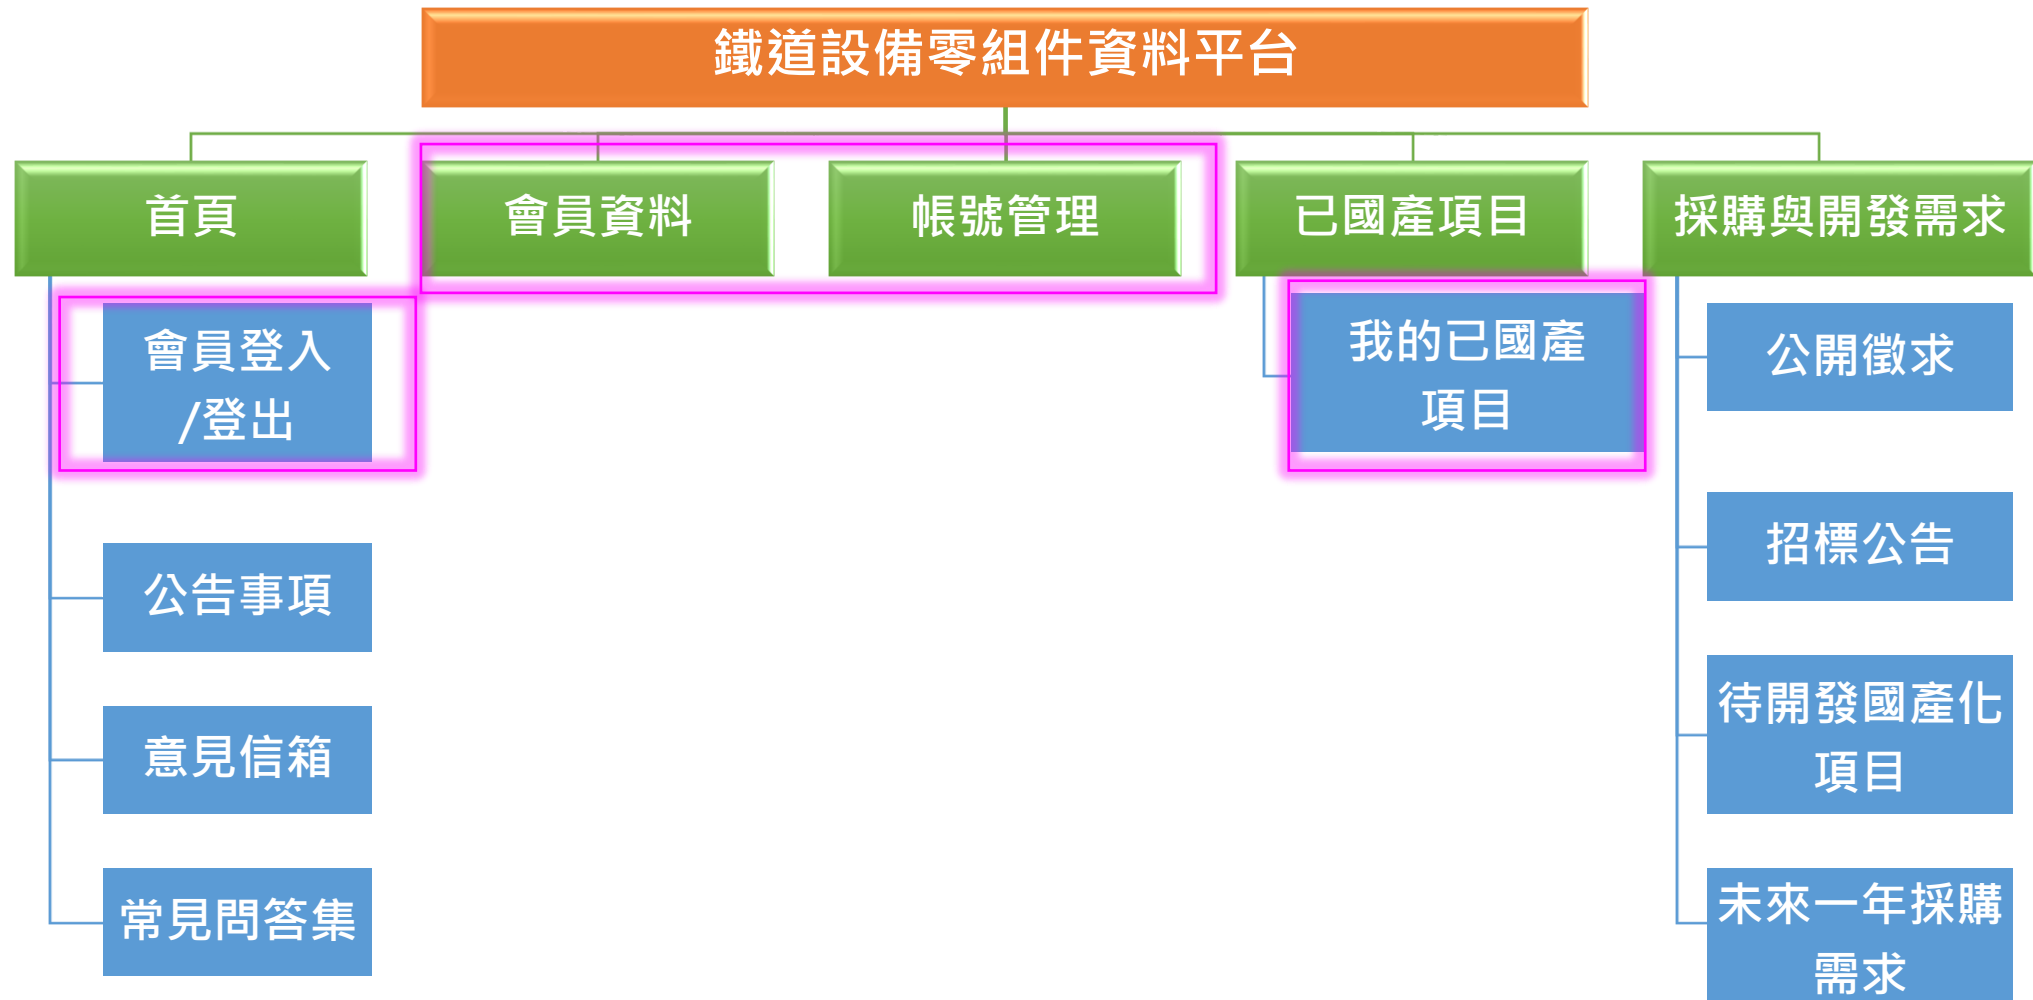 鐵道設備零組件資料平台
首頁
會員資料
帳號管理
已國產項目
採購與開發需求
會員登入
/登出
公告事項
意見信箱
常見問答集
我的已國產
項目
公開徵求
招標公告
待開發國產化
項目
未來一年採購
需求